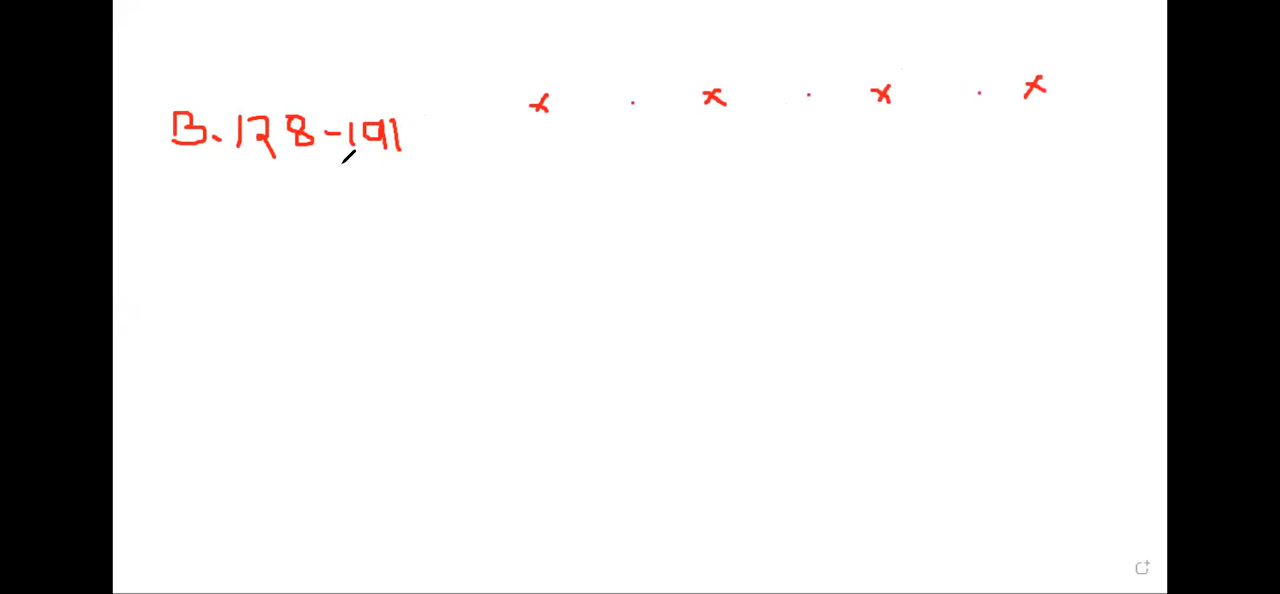 x . x . x . x
B. 128-191